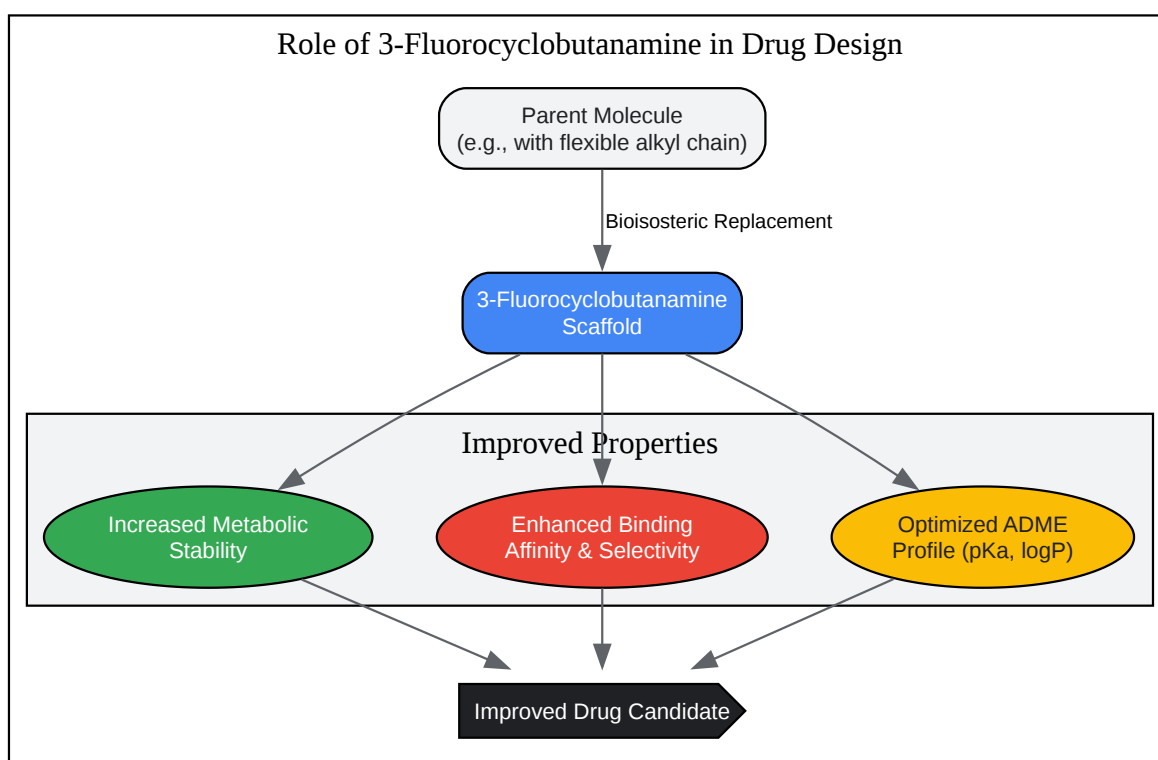 Role of 3-Fluorocyclobutanamine in Drug Design
Parent Molecule
(e.g., with flexible alkyl chain)
Bioisosteric Replacement
3-Fluorocyclobutanamine
Scaffold
Improved Properties
Increased Metabolic
Stability
Enhanced Binding
Affinity & Selectivity
Optimized ADME
Profile (pKa, logP)
Improved Drug Candidate